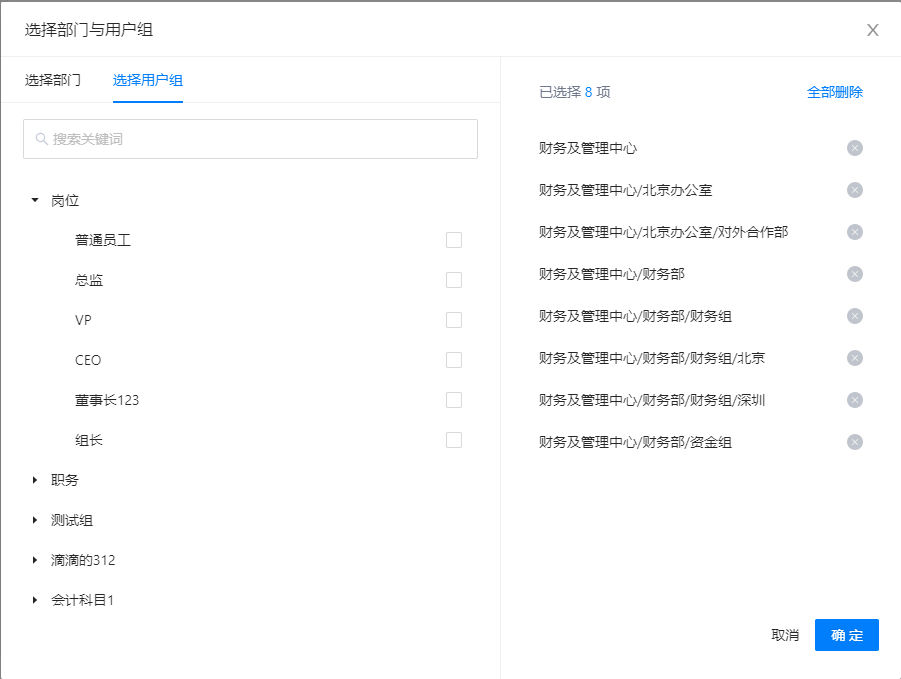 选择部门与用户组
选择部门
选择用户组
搜索关键词
岗位
普通员工
总监
VP
CEO
董事长123
组长
职务
测试组
滴滴的312
会计科目1
已选择 8 项
全部删除
财务及管理中心
财务及管理中心/北京办公室
财务及管理中心/北京办公室/对外合作部
财务及管理中心/财务部
财务及管理中心/财务部/财务组
财务及管理中心/财务部/财务组/北京
财务及管理中心/财务部/财务组/深圳
财务及管理中心/财务部/资金组
取消
确 定